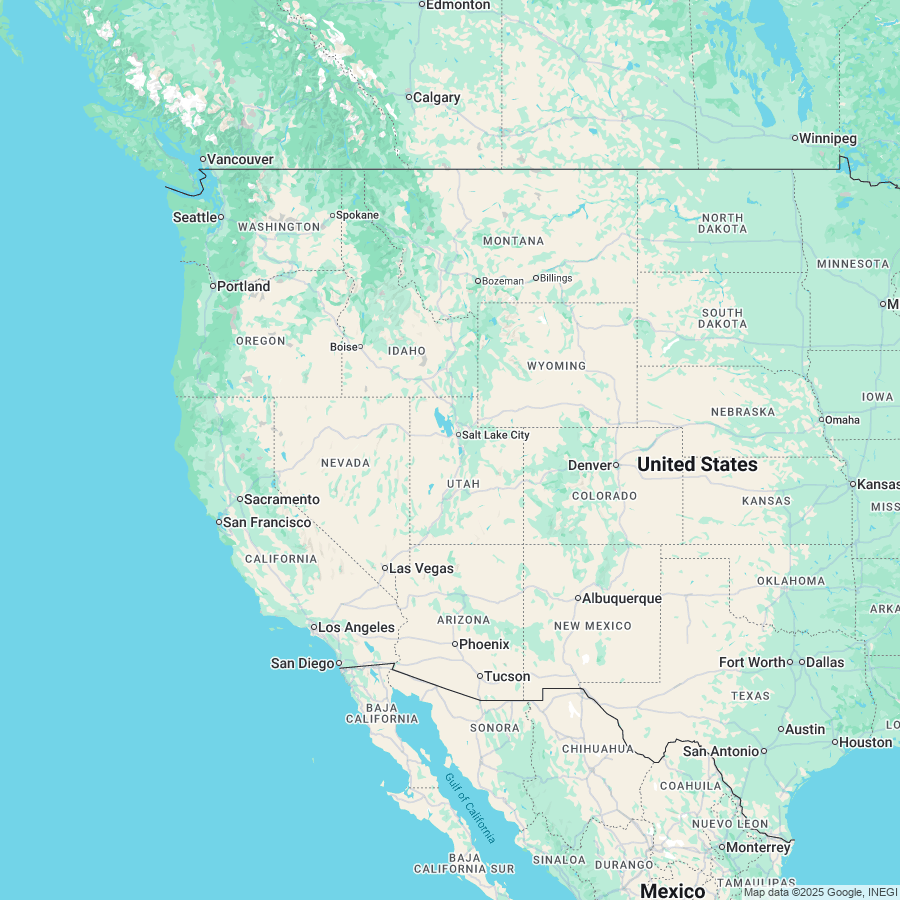 Edmonton
Calgary
Winnipeg
Vancouver
Seattle
Spokane
WASHINGTON
NORTH
DAKOTA
MONTANA
MINNESOTA
Portland
Bozeman
Billings
M
SOUTH
DAKOTA
OREGON
Boise
IDAHO
WYOMING
IOWA
NEBRASKA
Omaha
Salt Lake City
NEVADA
Denver
United States
UTAH
COLORADO
Kansas
KANSAS
MISS
Sacramento
San Francisco
CALIFORNIA
Las Vegas
OKLAHOMA
Albuquerque
ARKA
ARIZONA
NEW MEXICO
Los Angeles
Phoenix
San Diego
Fort Worth
Dallas
Tucson
TEXAS
BAJA
CALIFORNIA
SONORA
LO
Austin
Houston
CHIHUAHUA
San Antonio
Gulf of California
COAHUILA
NUEVO LEON
Monterrey
BAJA
CALIFORNIA SUR
SINALOA
DURANGO
TAMAULIPAS
Mexico
Map data ©2025 Google, INEGI